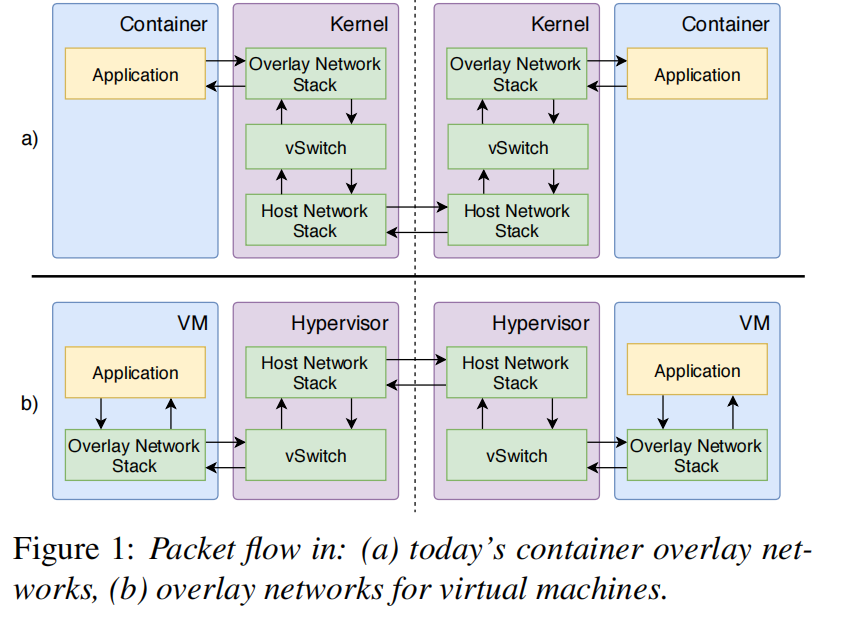 Container
Kernel
Kernel
Container
Application
Overlay Network
Stack
Overlay Network
Stack
Application
a)
vSwitch
vSwitch
Host Network
Stack
Host Network
Stack
VM
Hypervisor
Hypervisor
VM
Application
Host Network
Stack
Host Network
Stack
Application
b)
Overlay Network
Stack
vSwitch
vSwitch
Overlay Network
Stack
Figure 1: Packet flow in: (a) today's container overlay net-
works, (b) overlay networks for virtual machines.